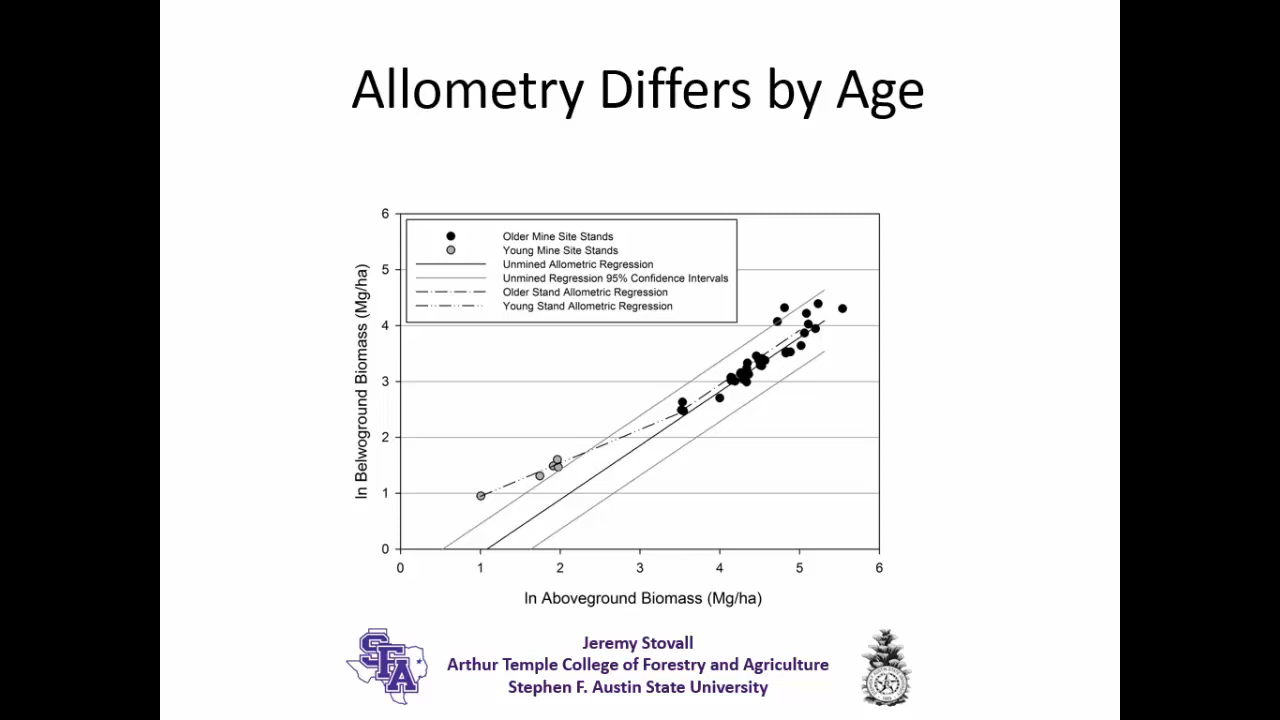 Allometry Differs by Age
6
5
4
3
2
1
0
ln Belwoground Biomass (Mg/ha)
Older Mine Site Stands
Young Mine Site Stands
Unmined Allometric Regression
Unmined Regression 95% Confidence Intervals
Older Stand Allometric Regression
Young Stand Allometric Regression
0 1 2 3 4 5 6
ln Aboveground Biomass (Mg/ha)
SFA
Jeremy Stovall
Arthur Temple College of Forestry and Agriculture
Stephen F. Austin State University